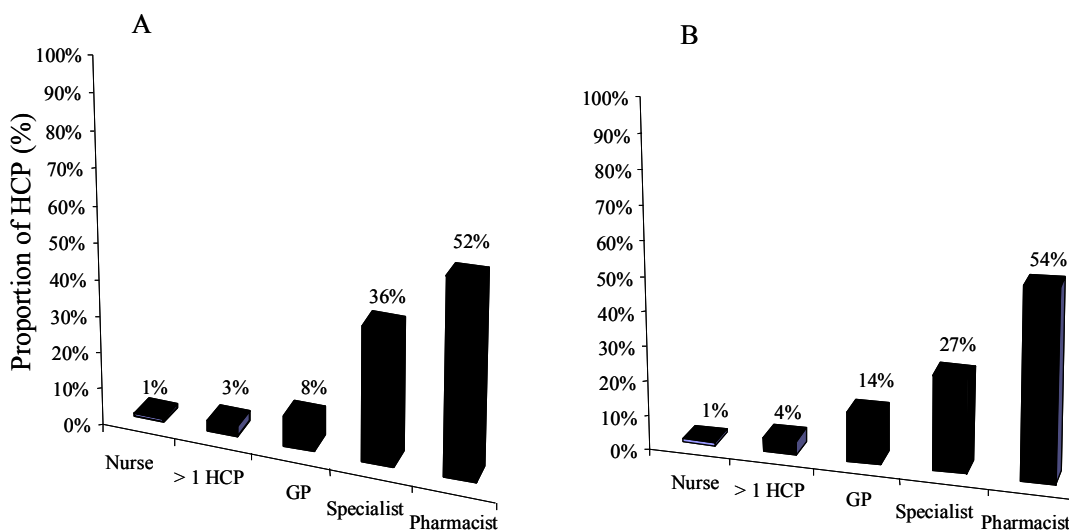 A
B
Proportion of HCP (%)
100%
90%
80%
70%
60%
50%
40%
30%
20%
10%
0%
1%
3%
8%
36%
52%
Nurse
> 1 HCP
GP
Specialist
Pharmacist
100%
90%
80%
70%
60%
50%
40%
30%
20%
10%
0%
1%
4%
14%
27%
54%
Nurse
> 1 HCP
GP
Specialist
Pharmacist